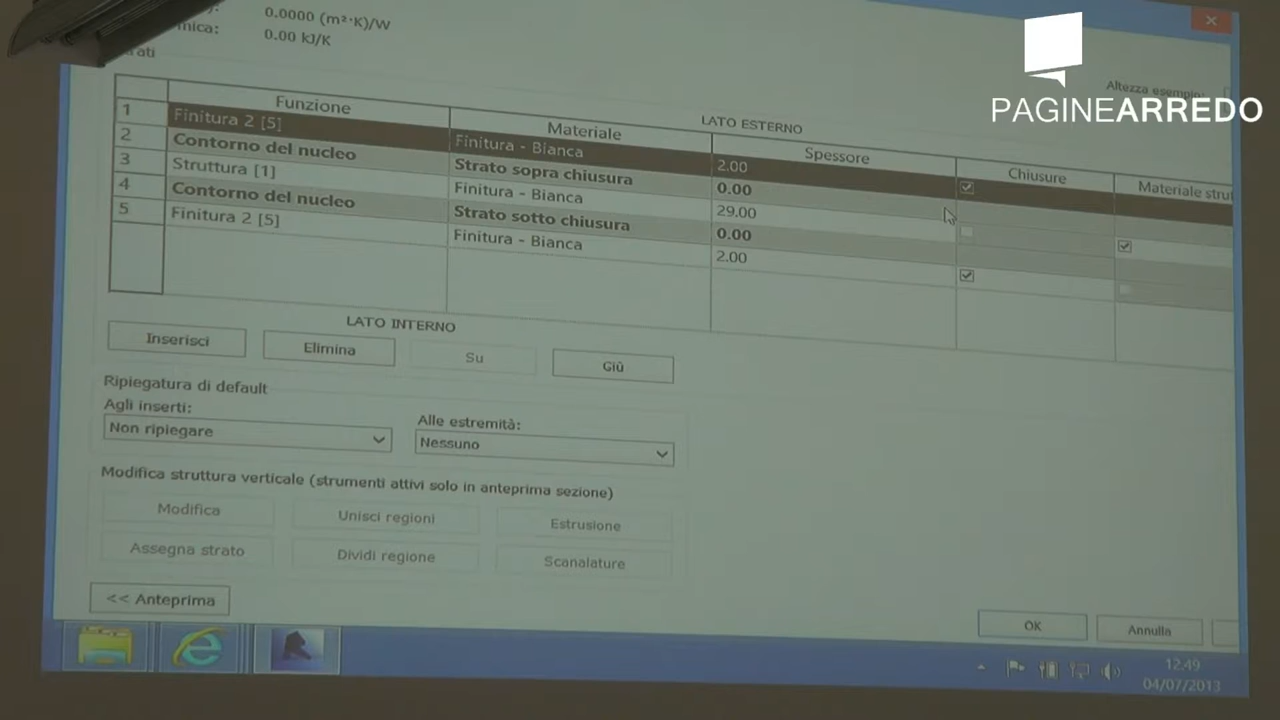 0.0000 (m²·K)/W
mica:
0.00 kJ/K
rati
Altezza esempio:
PAGINEARREDO
Funzione
Materiale
LATO ESTERNO
Spessore
Chiusure
Materiale strut
1 Finitura 2 [5] Finitura - Bianca 2.00
2 Contorno del nucleo Strato sopra chiusura 0.00
3 Struttura [1] Finitura - Bianca 29.00
4 Contorno del nucleo Strato sotto chiusura 0.00
5 Finitura 2 [5] Finitura - Bianca 2.00
LATO INTERNO
Inserisci Elimina Su Giù
Ripiegatura di default
Agli inserti: Alle estremità:
Non ripiegare Nessuno
Modifica struttura verticale (strumenti attivi solo in anteprima sezione)
Modifica Unisci regioni Estrusione
Assegna strato Dividi regione Scanalature
<< Anteprima
OK Annulla
12.49
04/07/2013